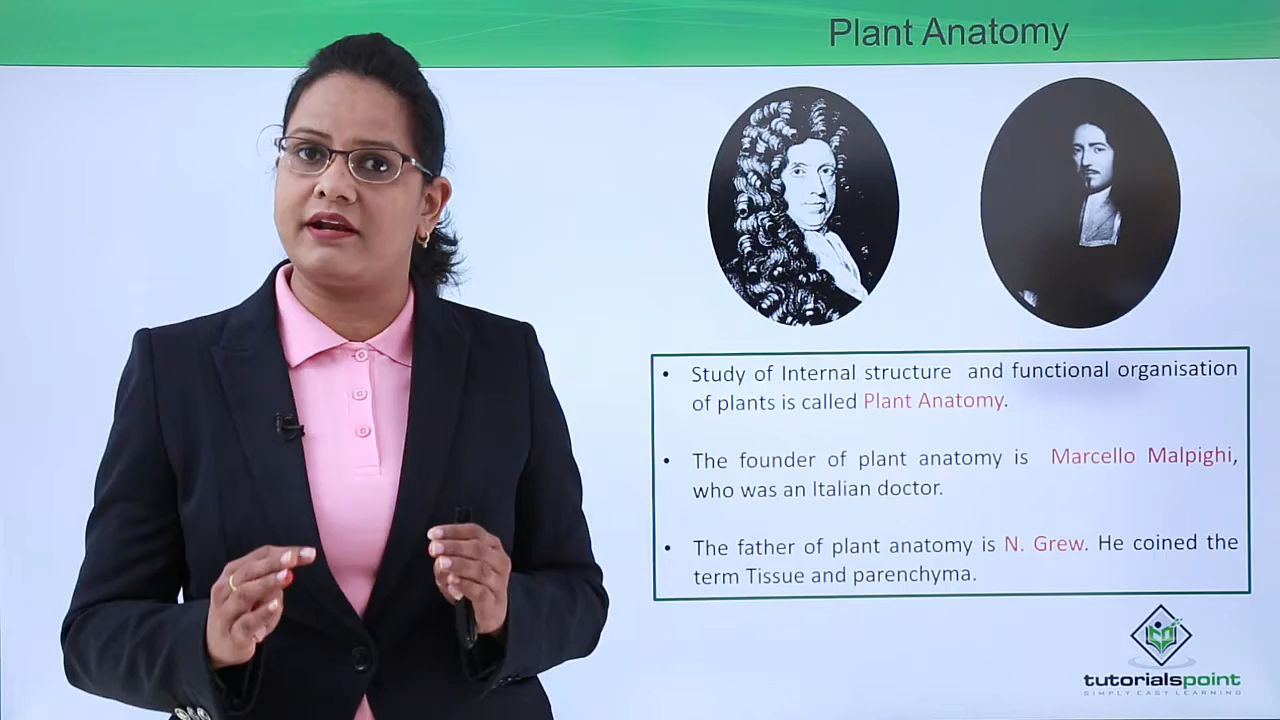 Plant Anatomy
• Study of Internal structure and functional organisation
of plants is called Plant Anatomy.
• The founder of plant anatomy is Marcello Malpighi,
who was an Italian doctor.
• The father of plant anatomy is N. Grew. He coined the
term Tissue and parenchyma.
tutorialspoint
SIMPLY EASY LEARNING